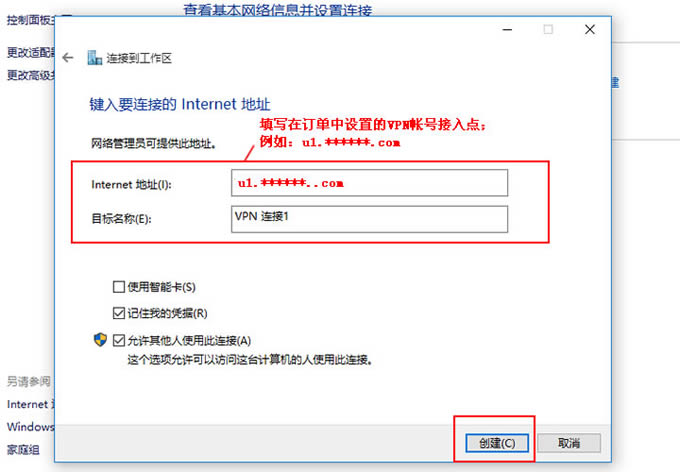 查看基本网络信息并设置连接
控制面板主页
更改适配器
更改高级共
连接到工作区
键入要连接的 Internet 地址
填写在订单中设置的VPN帐号接入点；
例如：u1.******.com
网络管理员可提供此地址。
Internet 地址(I):
u1.******..com
目标名称(E):
VPN 连接1
使用智能卡(S)
记住我的凭据(R)
允许其他人使用此连接(A)
这个选项允许可以访问这台计算机的人使用此连接。
建
另请参阅
Internet
Windows
家庭组
创建(C)
取消